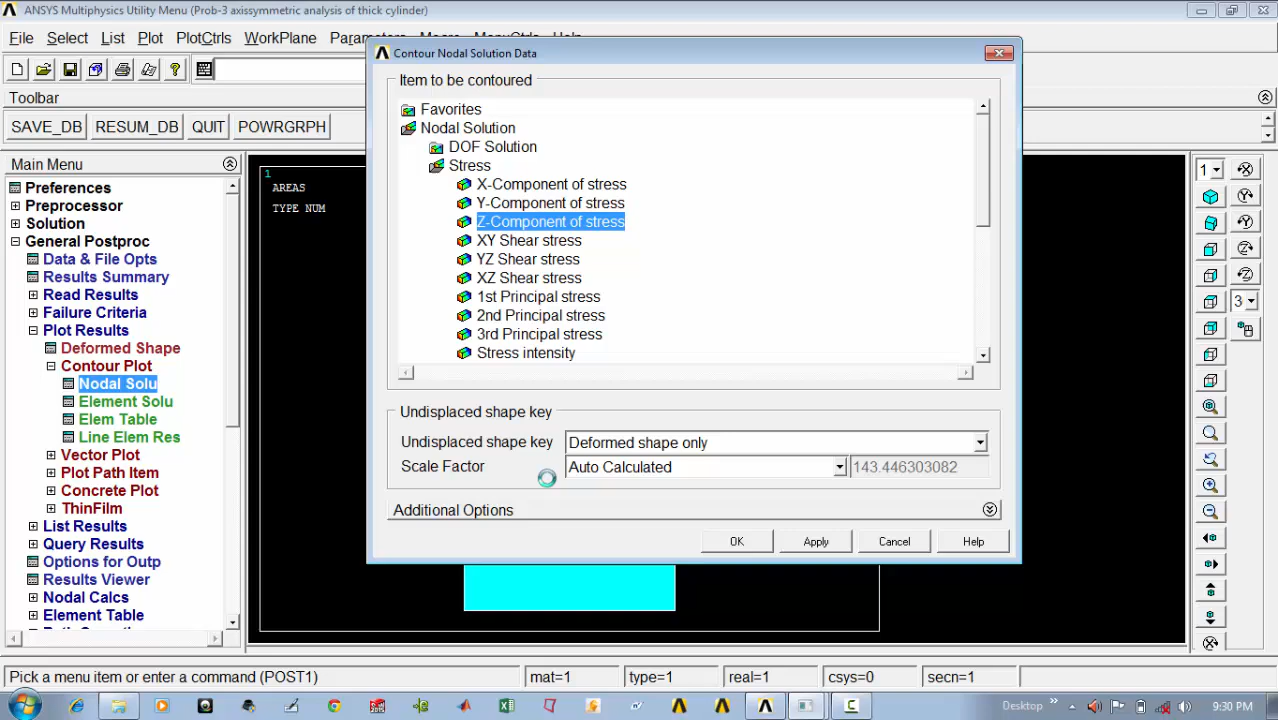 ANSYS Multiphysics Utility Menu (Prob-3 axissymmetric analysis of thick cylinder)
File Select List Plot PlotCtrls WorkPlane Parameters Macro MenuCtrls Help
Toolbar
SAVE_DB RESUM_DB QUIT POWRGRPH
Main Menu
Preferences
Preprocessor
Solution
General Postproc
Data & File Opts
Results Summary
Read Results
Failure Criteria
Plot Results
Deformed Shape
Contour Plot
Nodal Solu
Element Solu
Elem Table
Line Elem Res
Vector Plot
Plot Path Item
Concrete Plot
ThinFilm
List Results
Query Results
Options for Outp
Results Viewer
Nodal Calcs
Element Table
1
AREAS
TYPE NUM
Contour Nodal Solution Data
Item to be contoured
Favorites
Nodal Solution
DOF Solution
Stress
X-Component of stress
Y-Component of stress
Z-Component of stress
XY Shear stress
YZ Shear stress
XZ Shear stress
1st Principal stress
2nd Principal stress
3rd Principal stress
Stress intensity
Undisplaced shape key
Undisplaced shape key Deformed shape only
Scale Factor Auto Calculated 143.446303082
Additional Options
OK Apply Cancel Help
1
3
Pick a menu item or enter a command (POST1) mat=1 type=1 real=1 csys=0 secn=1
Desktop 9:30 PM